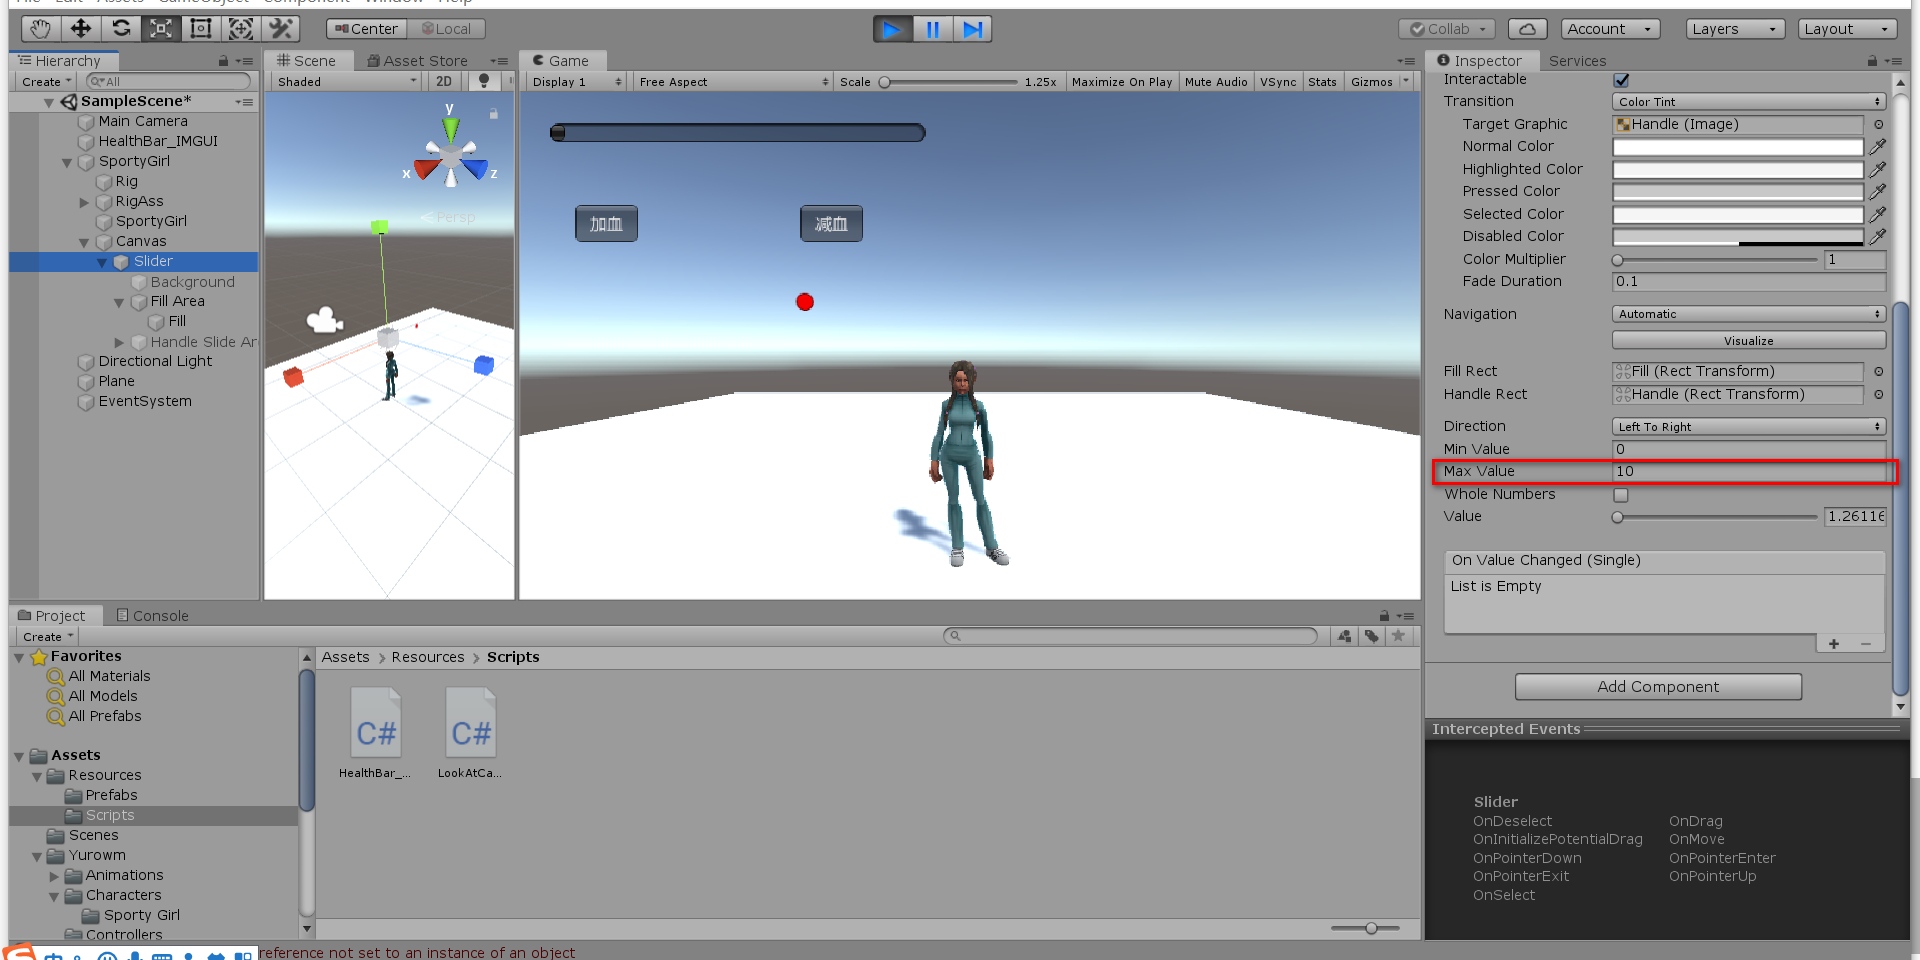 File Edit Assets GameObject Component Window Help
Center Local
Collab Account Layers Layout
Hierarchy
Create All
SampleScene*
Main Camera
HealthBar_IMGUI
SportyGirl
Rig
RigAss
SportyGirl
Canvas
Slider
Background
Fill Area
Fill
Handle Slide Ar
Directional Light
Plane
EventSystem
Scene Asset Store
Shaded 2D
y
x z
Persp
Game
Display 1 Free Aspect Scale 1.25x Maximize On Play Mute Audio VSync Stats Gizmos
加血 减血
Inspector Services
Interactable
Transition Color Tint
Target Graphic Handle (Image)
Normal Color
Highlighted Color
Pressed Color
Selected Color
Disabled Color
Color Multiplier 1
Fade Duration 0.1
Navigation Automatic
Visualize
Fill Rect Fill (Rect Transform)
Handle Rect Handle (Rect Transform)
Direction Left To Right
Min Value 0
Max Value 10
Whole Numbers
Value 1.26116
On Value Changed (Single)
List is Empty
Add Component
Intercepted Events
Slider
OnDeselect OnDrag
OnInitializePotentialDrag OnMove
OnPointerDown OnPointerEnter
OnPointerExit OnPointerUp
OnSelect
Project Console
Create
Favorites
All Materials
All Models
All Prefabs
Assets
Resources
Prefabs
Scripts
Scenes
Yurowm
Animations
Characters
Sporty Girl
Controllers
Assets > Resources > Scripts
C# C#
HealthBar_... LookAtCa...
reference not set to an instance of an object